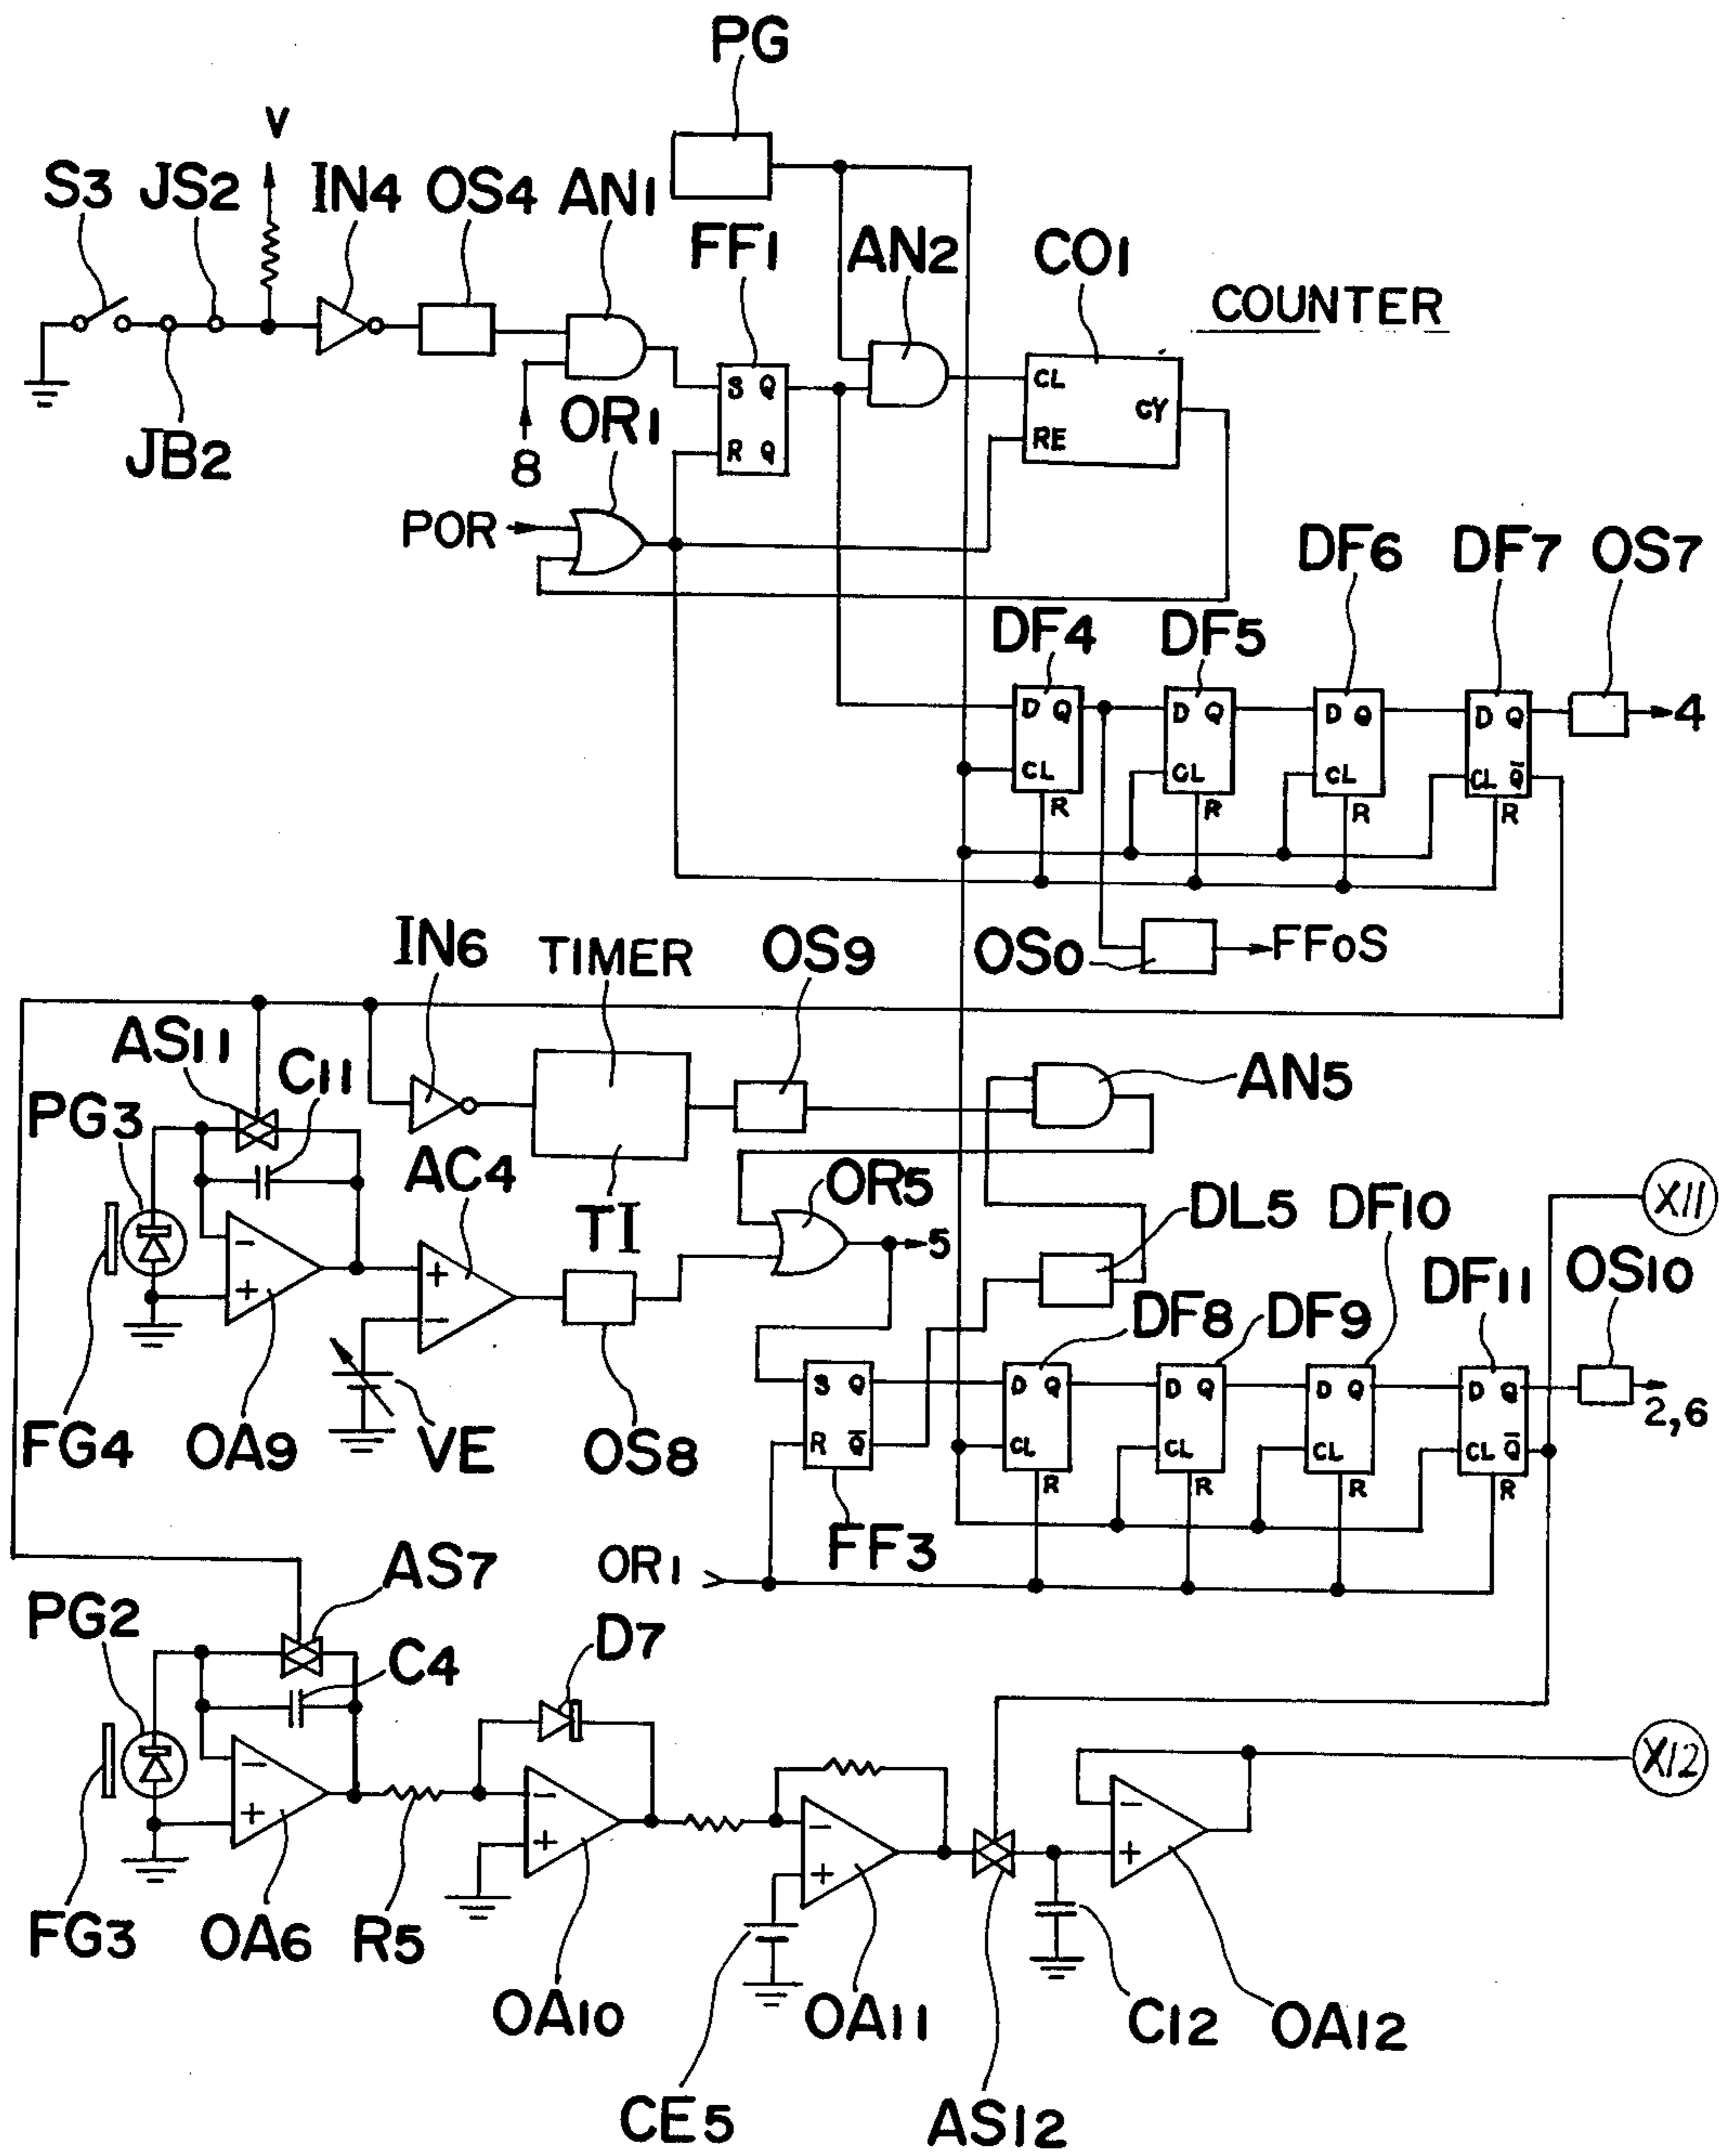 PG
V
S3 JS2 IN4 OS4 AN1
FF1 AN2 CO1
COUNTER
S Q
CL
CY
R Q
RE
JB2
8
OR1
POR
DF6 DF7 OS7
DF4 DF5
D Q D Q D Q D Q
4
CL CL CL CL Q̄
R R R R
IN6 TIMER OS9
OS0 FF0S
AS11 C11
AN5
PG3
AC4
OR5
TI
DL5 DF10
X11
5
- +
+ -
DF11 OS10
DF8 DF9
S Q D Q D Q D Q D Q
2,6
FG4 OA9 VE OS8
R Q̄ CL CL CL CL Q̄
R R R R
FF3
OR1
AS7
PG2
D7
C4
X12
- - - -
+ + + +
FG3 OA6 R5
OA10 OA11 C12 OA12
CE5 AS12